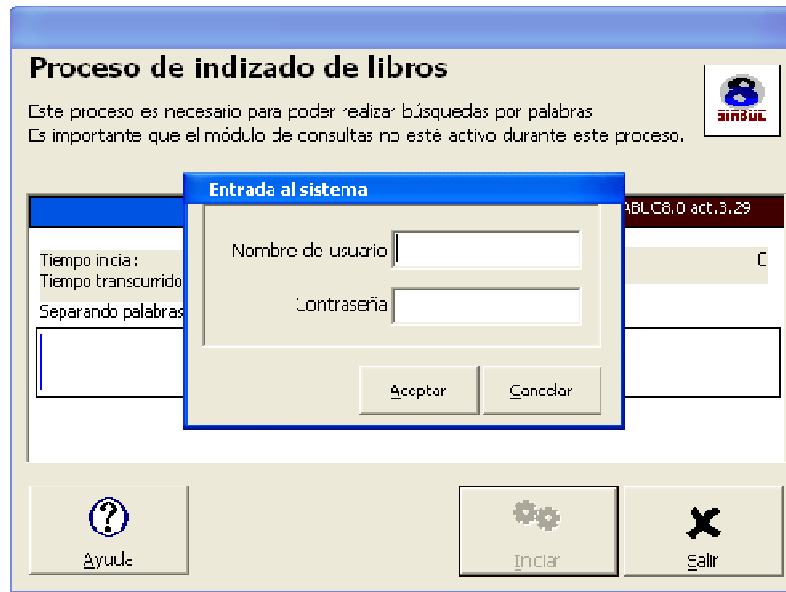 Proceso de indizado de libros
Este proceso es necesario para poder realizar búsquedas por palabras
Es importante que el módulo de consultas no esté activo durante este proceso.
SIABUC
Entrada al sistema
ABUC8.0 act.3.29
Nombre de usuario
Tiempo inicia:
Tiempo transcurrido
Contraseña
Separando palabras
Aceptar
Cancelar
Ayuda
Iniciar
Salir